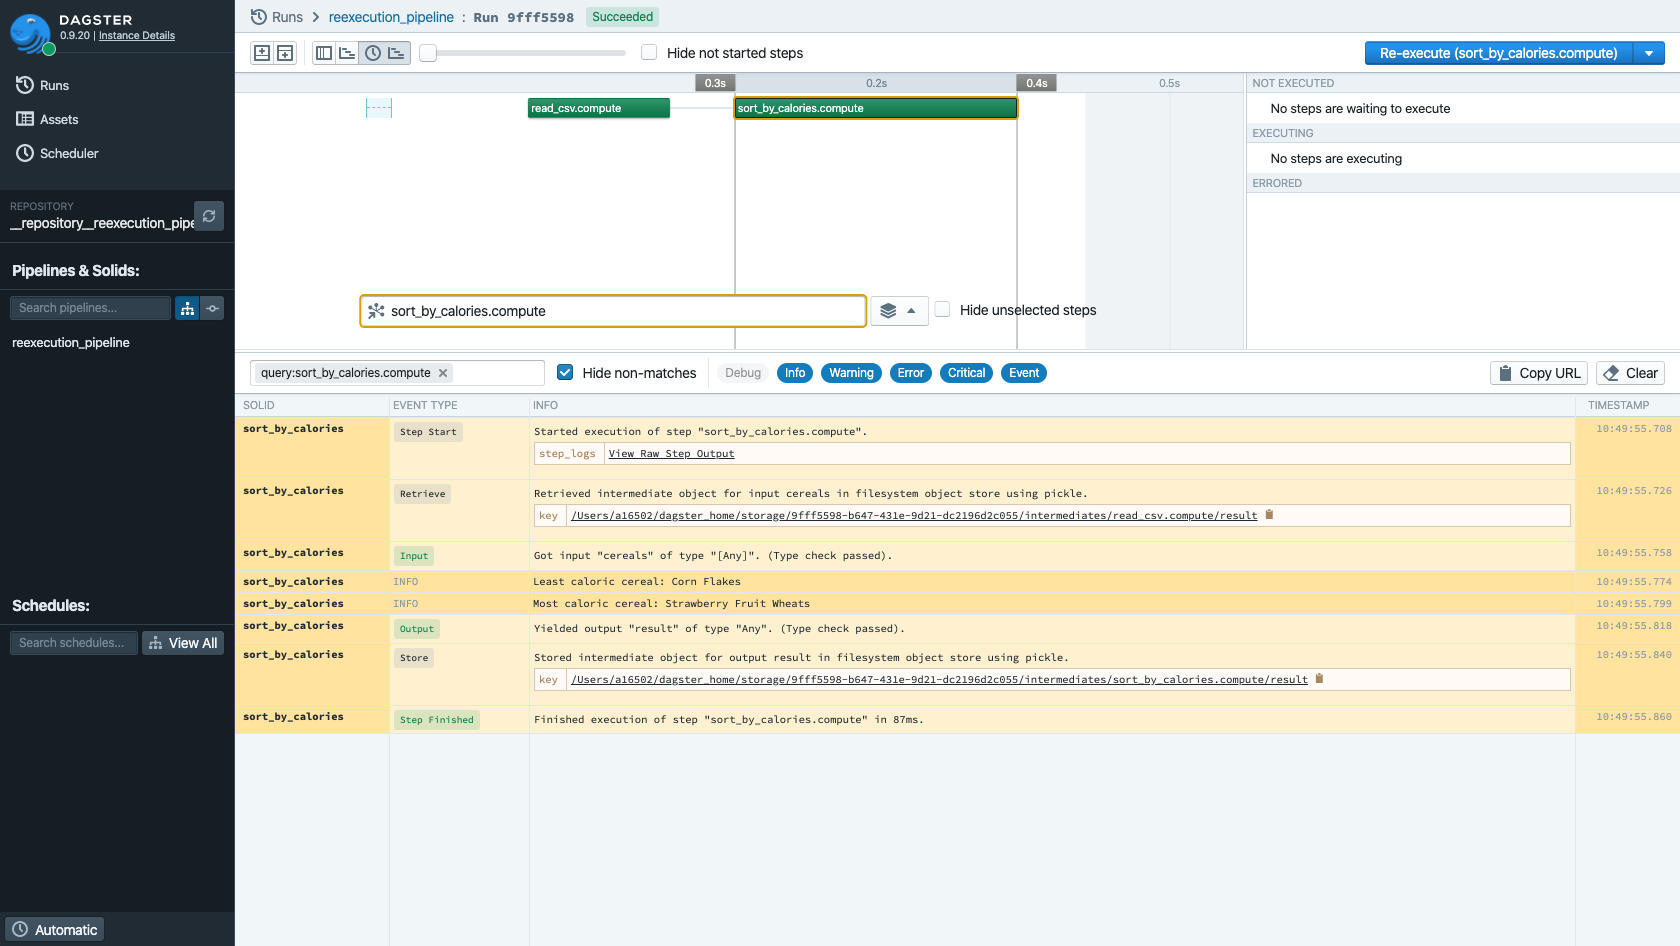 DAGSTER
0.9.20 | Instance Details
Runs
Assets
Scheduler
REPOSITORY
__repository__reexecution_pipe
Pipelines & Solids:
Search pipelines...
reexecution_pipeline
Schedules:
Search schedules...
View All
Automatic
Runs > reexecution_pipeline : Run 9fff5598 Succeeded
Hide not started steps
Re-execute (sort_by_calories.compute)
0.3s 0.2s 0.4s 0.5s
read_csv.compute
sort_by_calories.compute
NOT EXECUTED
No steps are waiting to execute
EXECUTING
No steps are executing
ERRORED
sort_by_calories.compute
Hide unselected steps
query:sort_by_calories.compute
Hide non-matches
Debug Info Warning Error Critical Event
Copy URL
Clear
SOLID EVENT TYPE INFO TIMESTAMP
sort_by_calories Step Start Started execution of step "sort_by_calories.compute". 10:49:55.708
step_logs View Raw Step Output
sort_by_calories Retrieve Retrieved intermediate object for input cereals in filesystem object store using pickle. 10:49:55.726
key /Users/a16502/dagster_home/storage/9fff5598-b647-431e-9d21-dc2196d2c055/intermediates/read_csv.compute/result
sort_by_calories Input Got input "cereals" of type "[Any]". (Type check passed). 10:49:55.758
sort_by_calories INFO Least caloric cereal: Corn Flakes 10:49:55.774
sort_by_calories INFO Most caloric cereal: Strawberry Fruit Wheats 10:49:55.799
sort_by_calories Output Yielded output "result" of type "Any". (Type check passed). 10:49:55.818
sort_by_calories Store Stored intermediate object for output result in filesystem object store using pickle. 10:49:55.840
key /Users/a16502/dagster_home/storage/9fff5598-b647-431e-9d21-dc2196d2c055/intermediates/sort_by_calories.compute/result
sort_by_calories Step Finished Finished execution of step "sort_by_calories.compute" in 87ms. 10:49:55.860